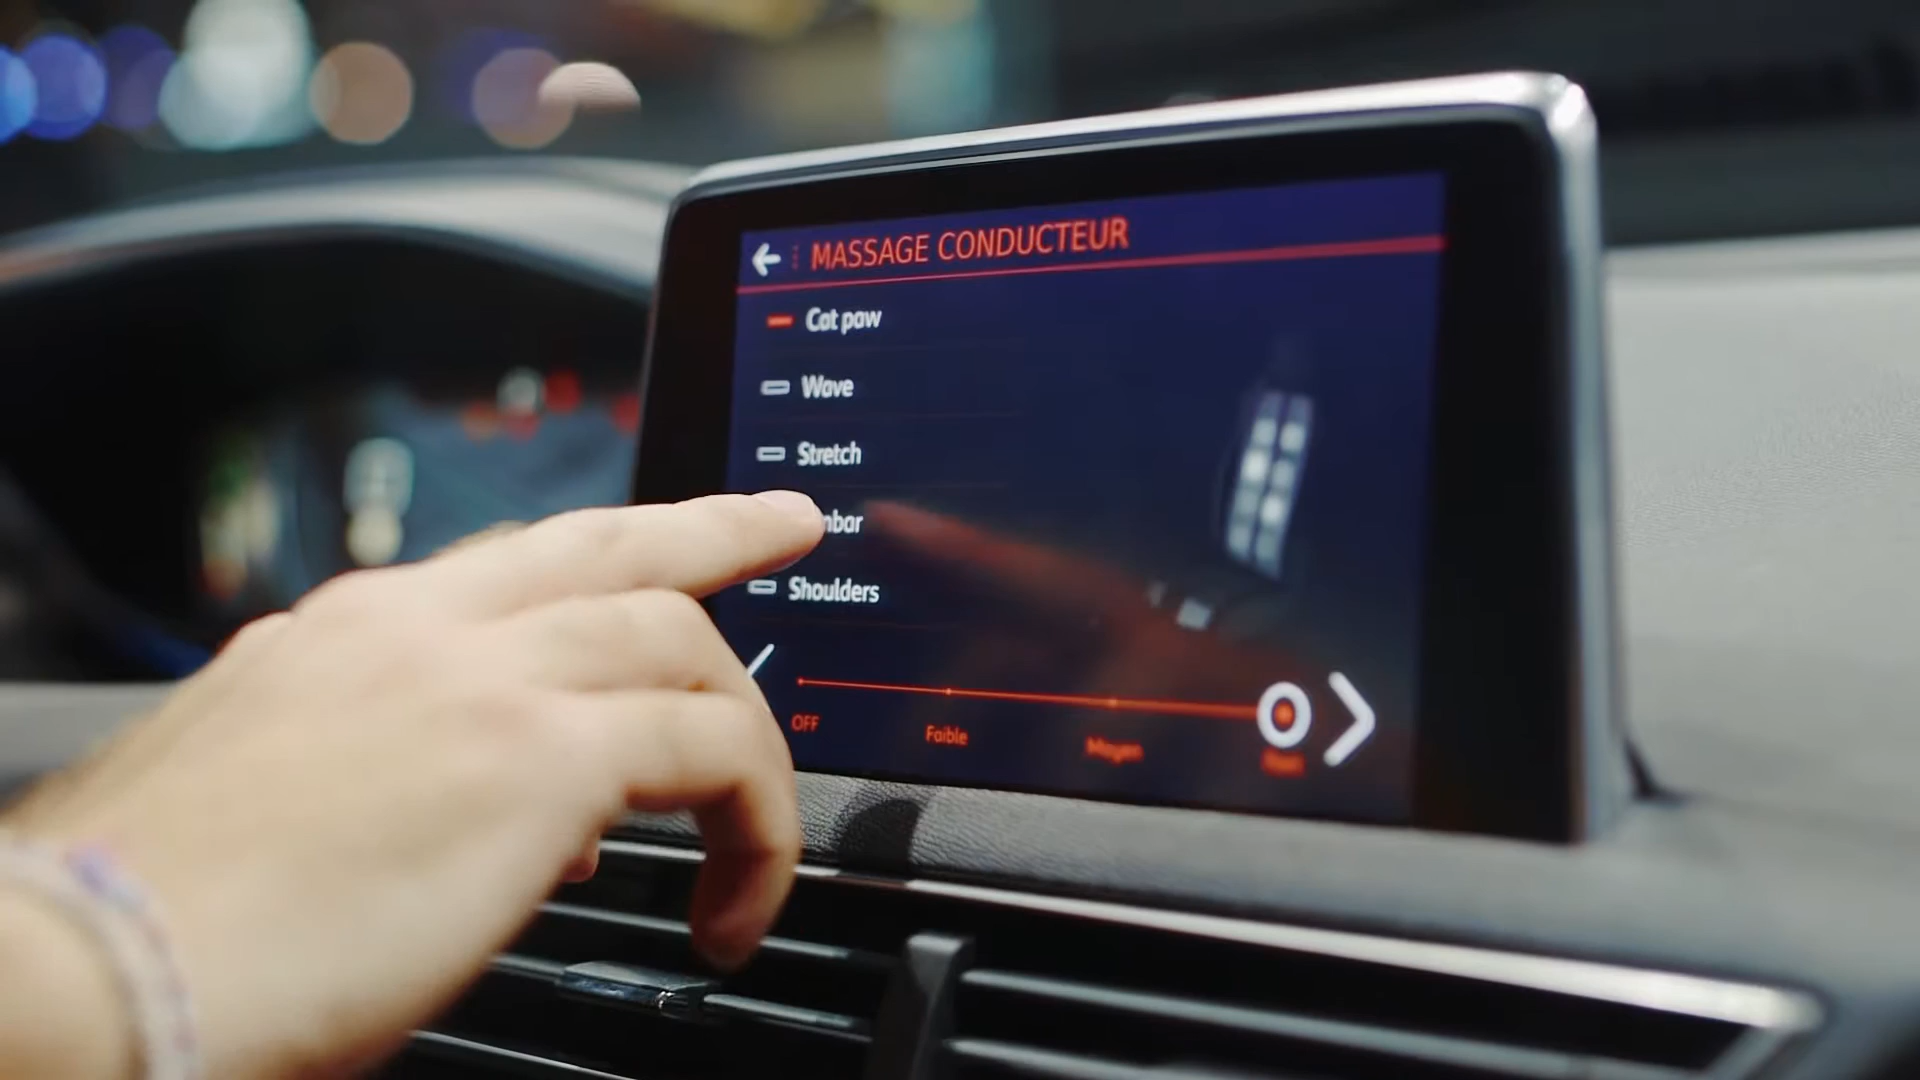 MASSAGE CONDUCTEUR
Cat paw
Wave
Stretch
mbar
Shoulders
OFF
Faible
Moyen